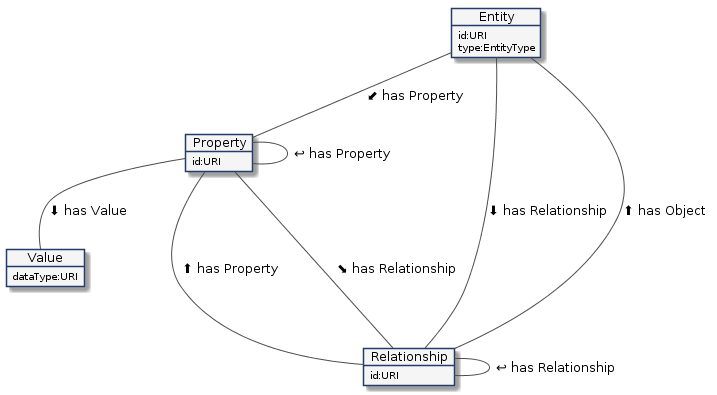 Entity
id:URI
type:EntityType
⬋ has Property
Property
id:URI
↩ has Property
⬇ has Value
⬇ has Relationship
⬆ has Object
Value
dataType:URI
⬆ has Property
⬊ has Relationship
Relationship
id:URI
↩ has Relationship